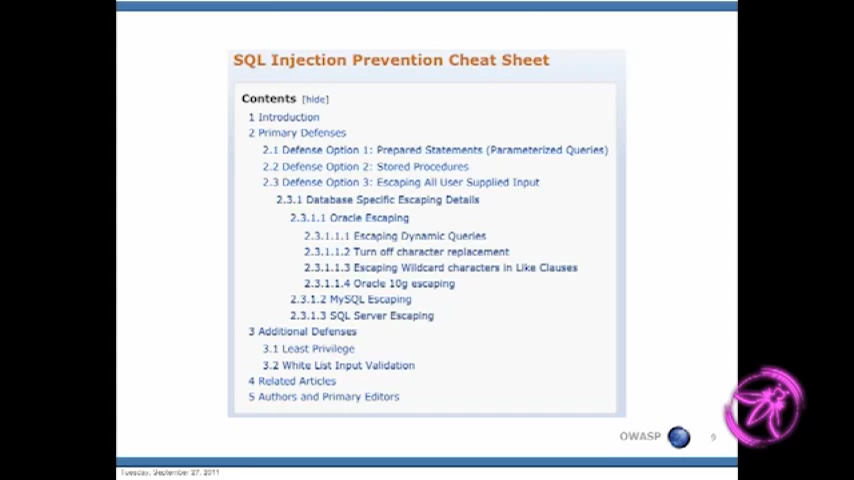 SQL Injection Prevention Cheat Sheet
Contents [hide]
1 Introduction
2 Primary Defenses
2.1 Defense Option 1: Prepared Statements (Parameterized Queries)
2.2 Defense Option 2: Stored Procedures
2.3 Defense Option 3: Escaping All User Supplied Input
2.3.1 Database Specific Escaping Details
2.3.1.1 Oracle Escaping
2.3.1.1.1 Escaping Dynamic Queries
2.3.1.1.2 Turn off character replacement
2.3.1.1.3 Escaping Wildcard characters in Like Clauses
2.3.1.1.4 Oracle 10g escaping
2.3.1.2 MySQL Escaping
2.3.1.3 SQL Server Escaping
3 Additional Defenses
3.1 Least Privilege
3.2 White List Input Validation
4 Related Articles
5 Authors and Primary Editors
OWASP 9
Tuesday, September 27, 2011